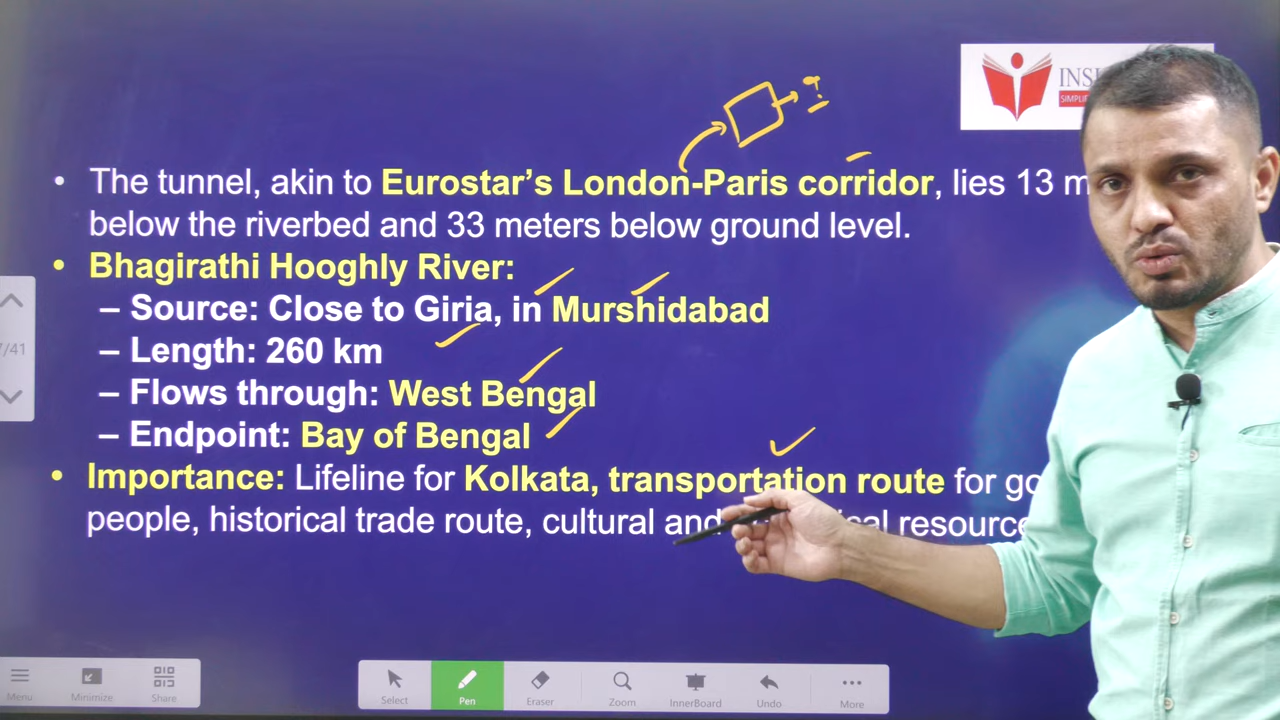 The tunnel, akin to Eurostar's London-Paris corridor, lies 13
below the riverbed and 33 meters below ground level.
Bhagirathi Hooghly River:
– Source: Close to Giria, in Murshidabad
– Length: 260 km
– Flows through: West Bengal
– Endpoint: Bay of Bengal
Importance: Lifeline for Kolkata, transportation route for
people, historical trade route, cultural and
/41
Menu
Minimize
Share
Select
Pen
Eraser
Zoom
InnerBoard
Undo
More